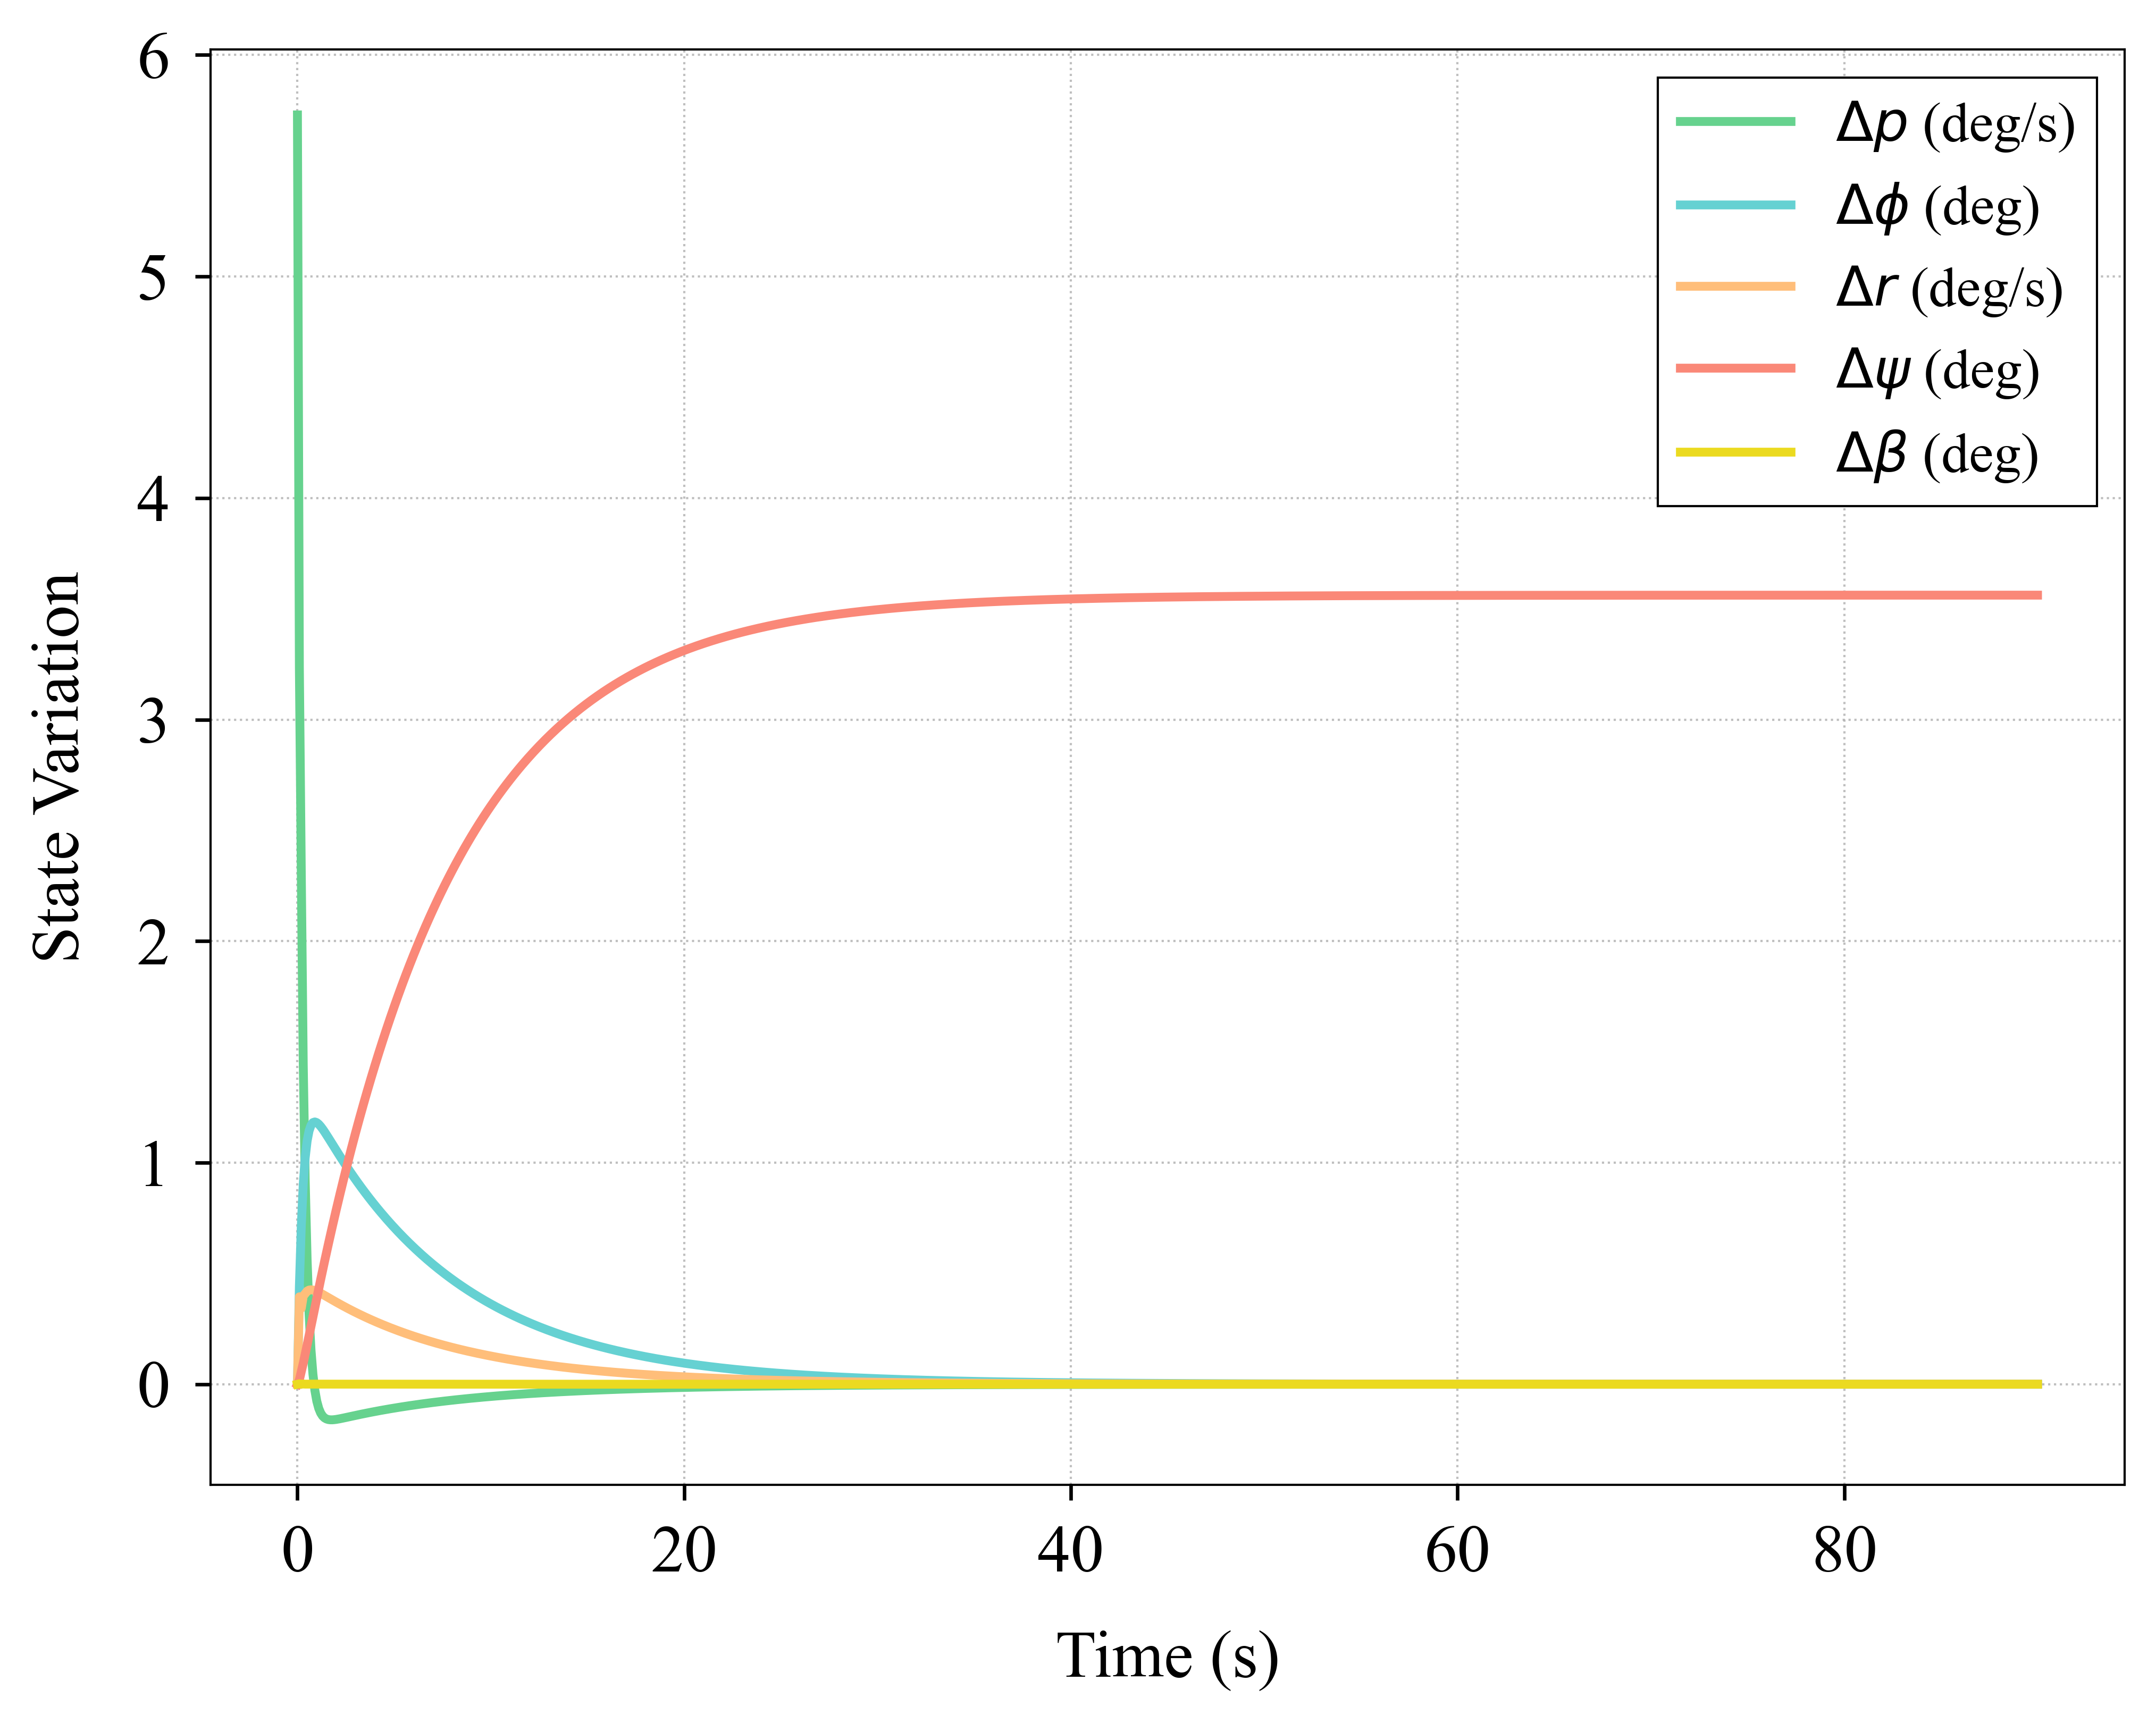 6
5
4
3
2
1
0
State Variation
Δp (deg/s)
Δϕ (deg)
Δr (deg/s)
Δψ (deg)
Δβ (deg)
0 20 40 60 80
Time (s)